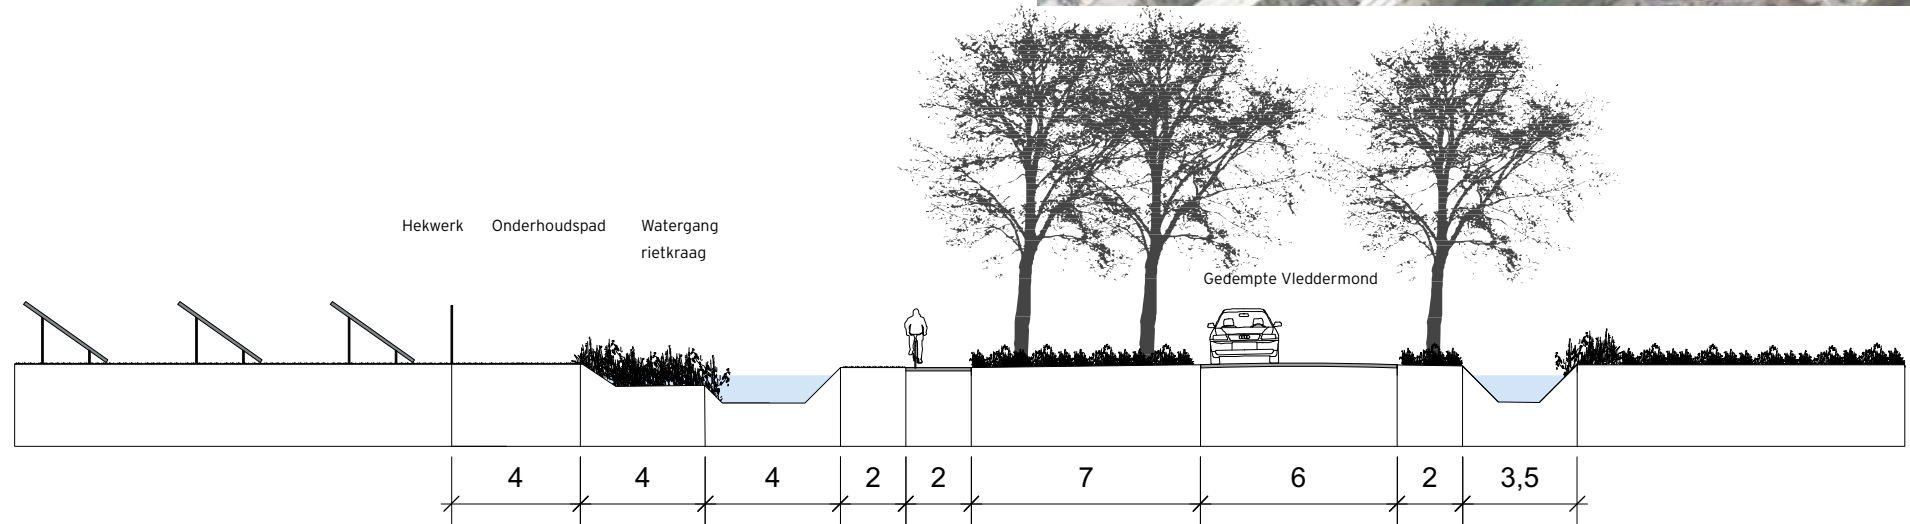 Hekwerk Onderhoudspad Watergang
rietkraag
Gedempte Vleddermond
4 4 4 2 2 7 6 2 3,5